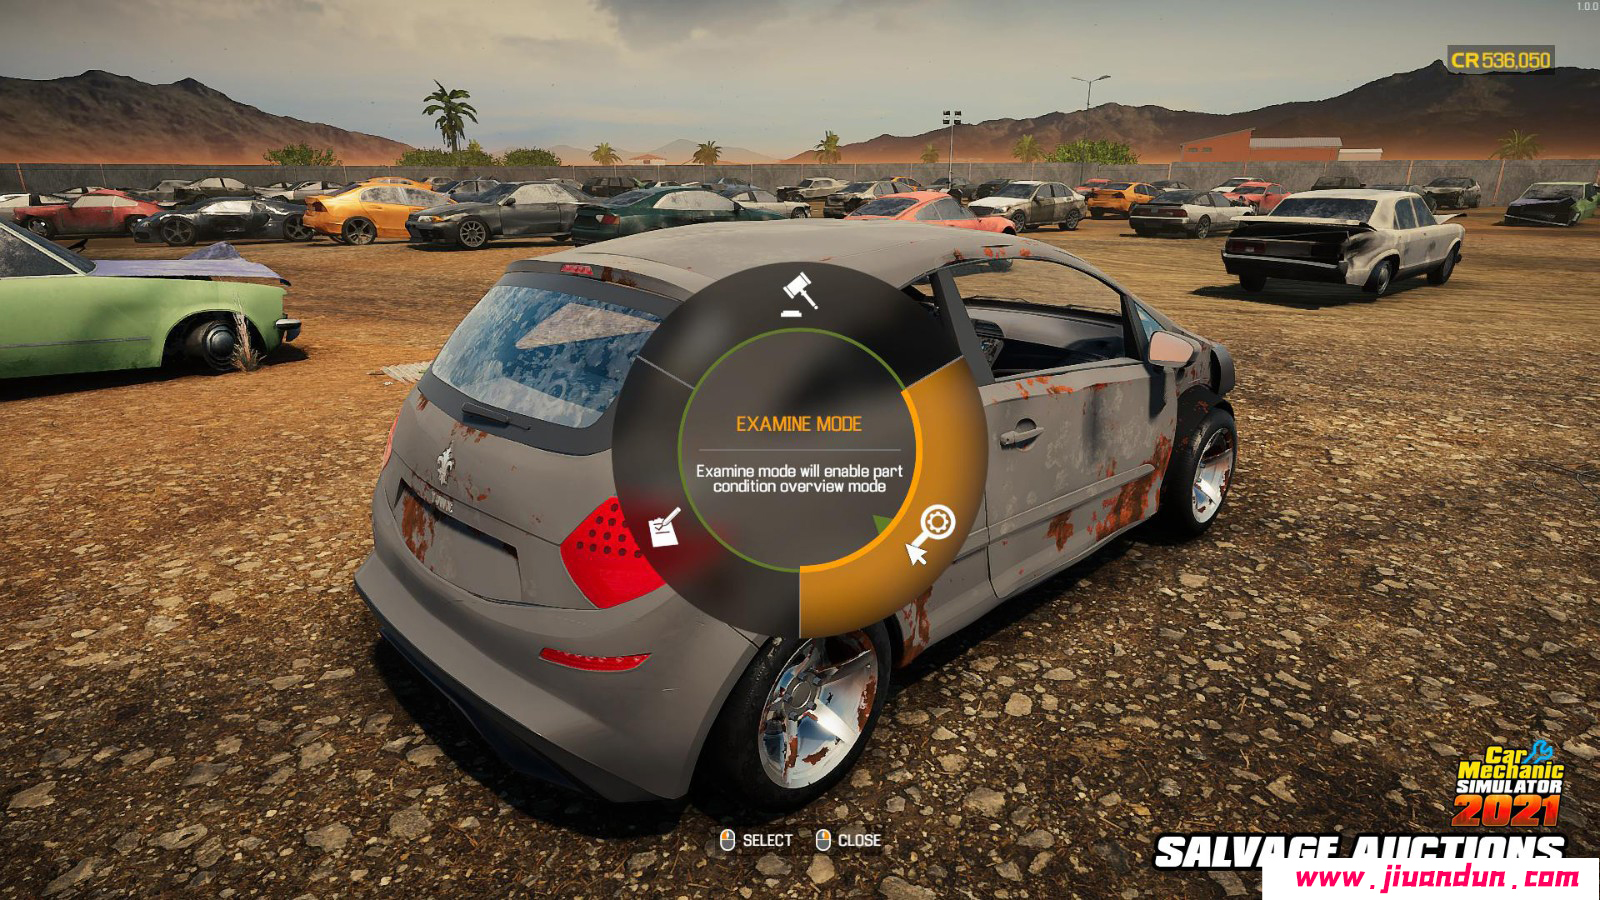 1.0.0
CR 536,050
EXAMINE MODE
Examine mode will enable part
condition overview mode
SELECT CLOSE
Car
Mechanic
SIMULATOR
2021
SALVAGE AUCTIONS
www.jiuandun.com